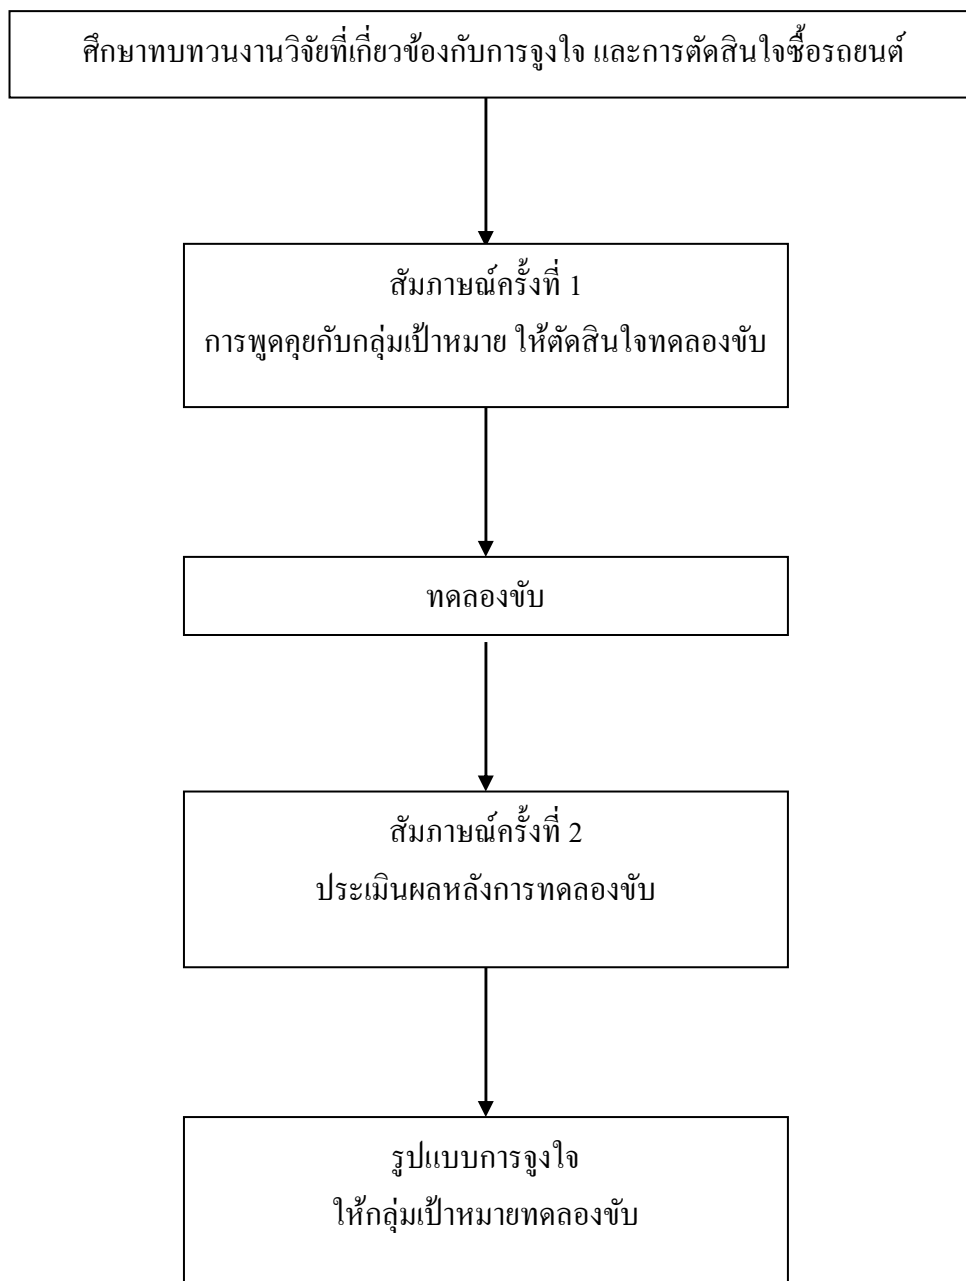 ศึกษาทบทวนงานวิจัยที่เกี่ยวข้องกับการจูงใจ และการตัดสินใจซื้อรถยนต์
สัมภาษณ์ครั้งที่ 1
การพูดคุยกับกลุ่มเป้าหมาย ให้ตัดสินใจทดลองขับ
ทดลองขับ
สัมภาษณ์ครั้งที่ 2
ประเมินผลหลังการทดลองขับ
รูปแบบการจูงใจ
ให้กลุ่มเป้าหมายทดลองขับ